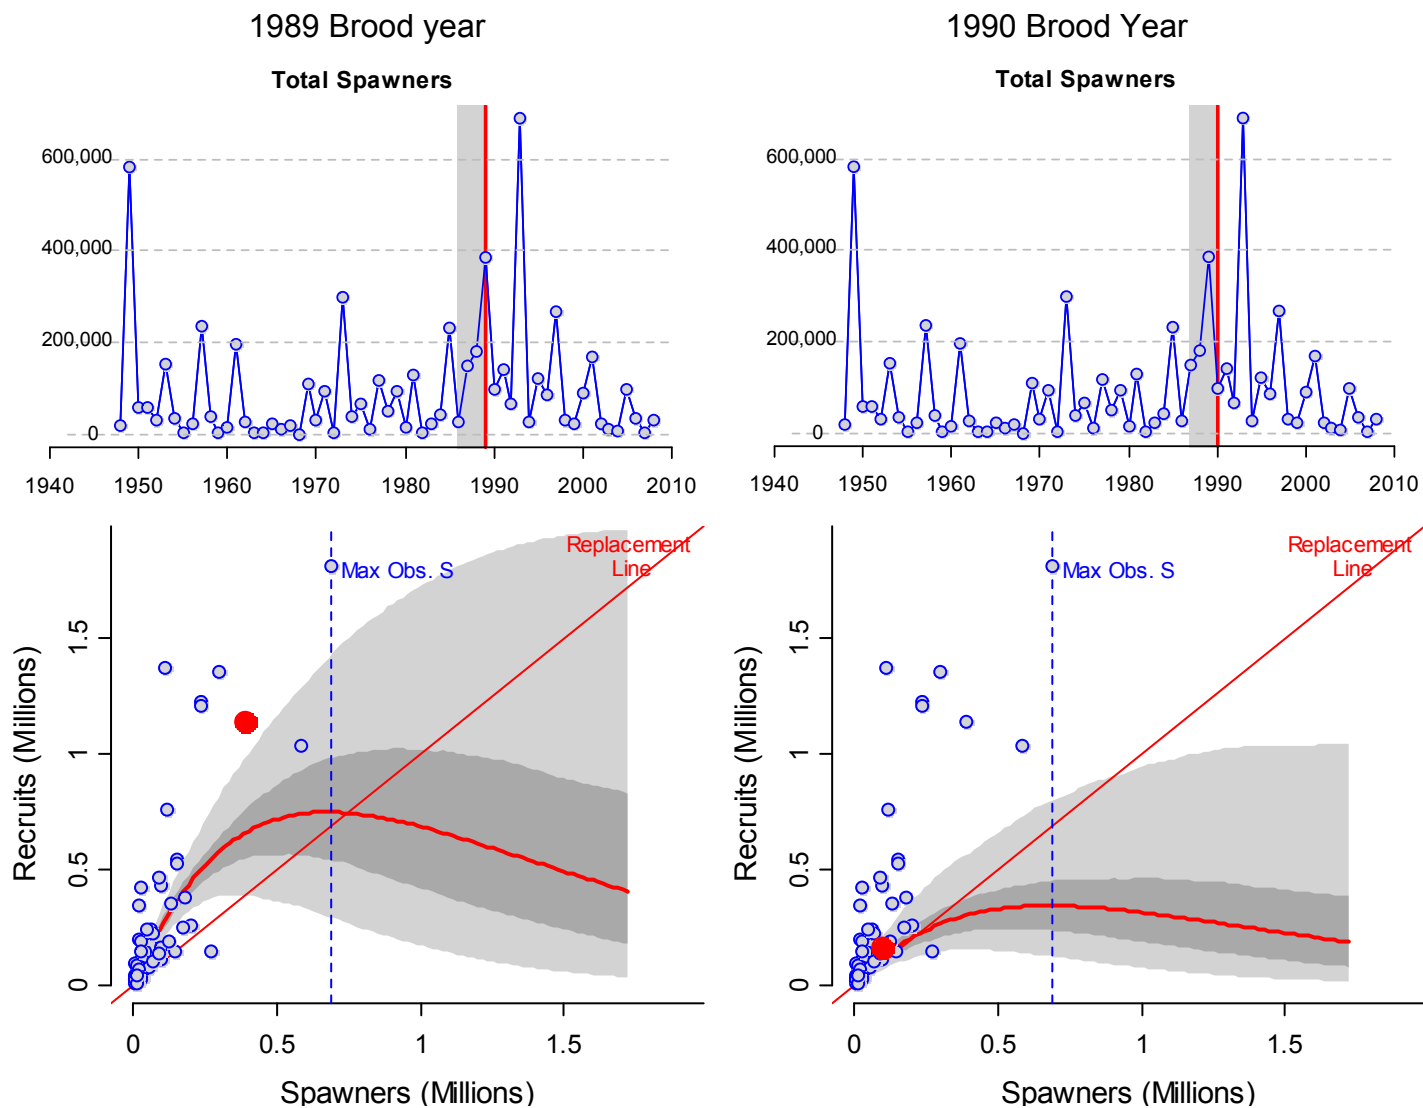 1989 Brood year
1990 Brood Year
Total Spawners
Total Spawners
600,000
400,000
200,000
0
1940 1950 1960 1970 1980 1990 2000 2010
600,000
400,000
200,000
0
1940 1950 1960 1970 1980 1990 2000 2010
Replacement
Line
Max Obs. S
Recruits (Millions)
1.5
1
0.5
0
0 0.5 1 1.5
Spawners (Millions)
Replacement
Line
Max Obs. S
Recruits (Millions)
1.5
1
0.5
0
0 0.5 1 1.5
Spawners (Millions)